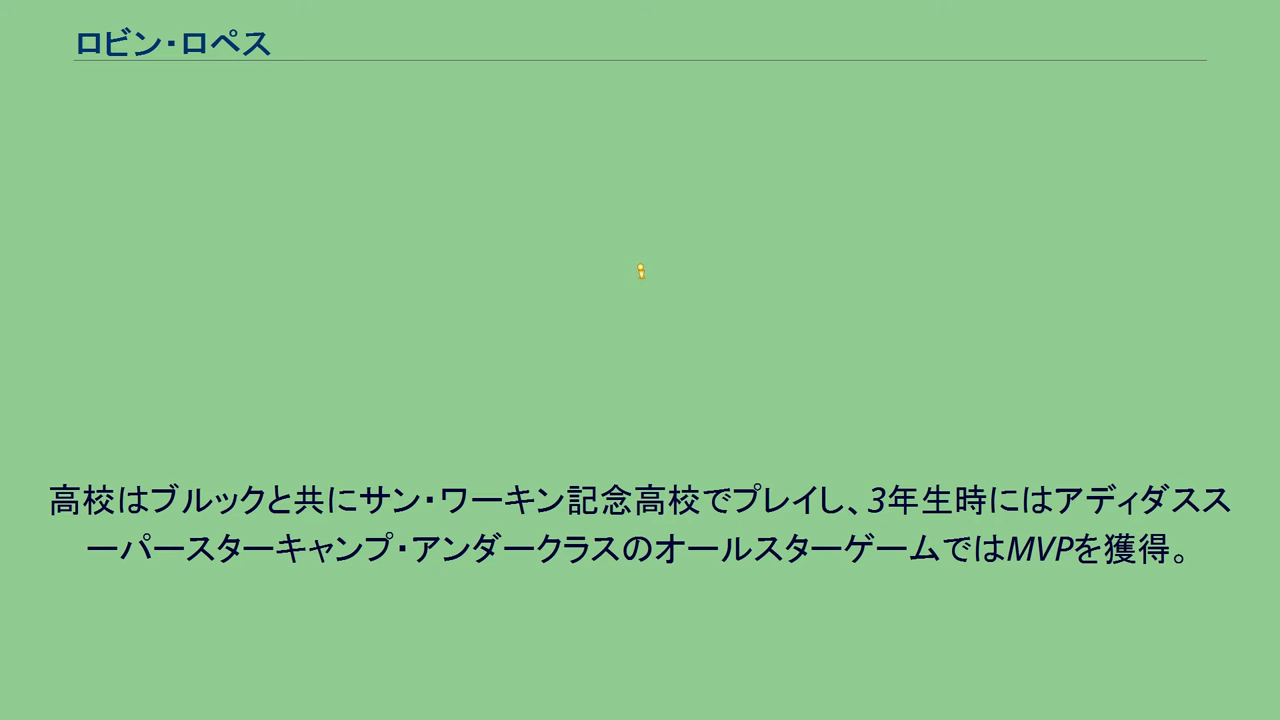 ロビン・ロペス
高校はブルックと共にサン・ワーキン記念高校でプレイし、3年生時にはアディダスス
ーパースターキャンプ・アンダークラスのオールスターゲームではMVPを獲得。